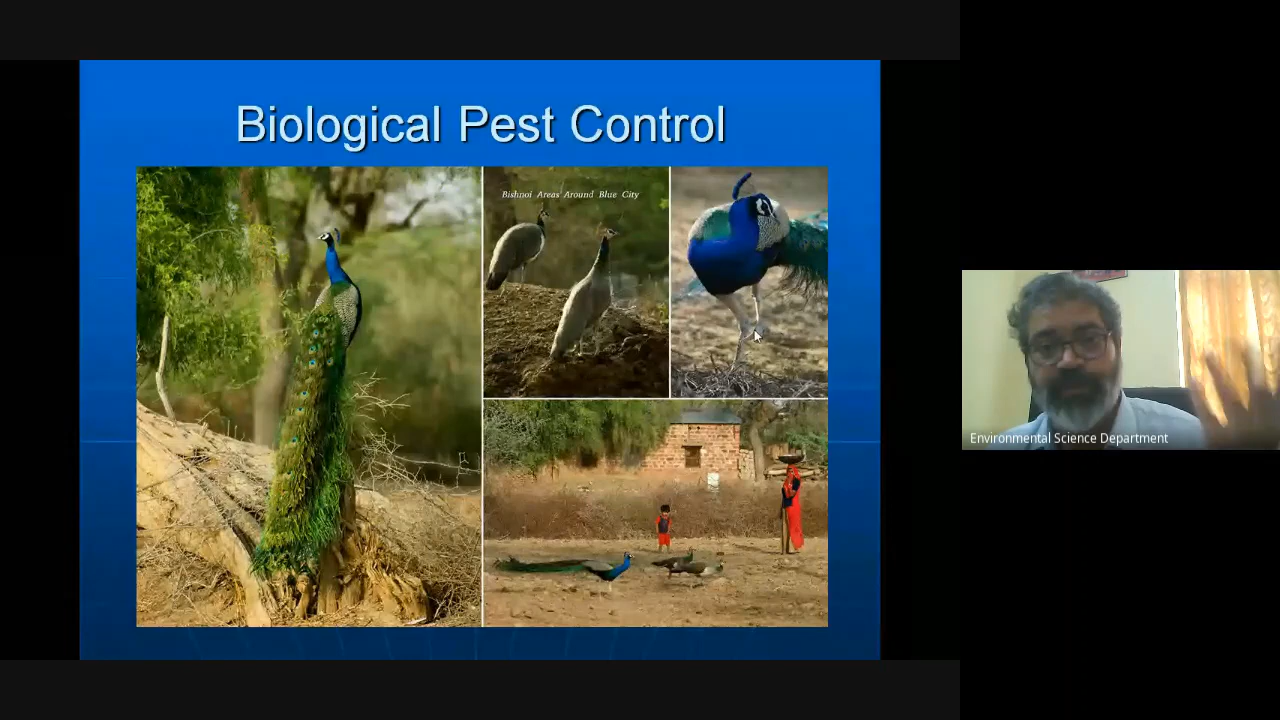 Biological Pest Control
Bishnoi Areas Around Blue City
Environmental Science Department